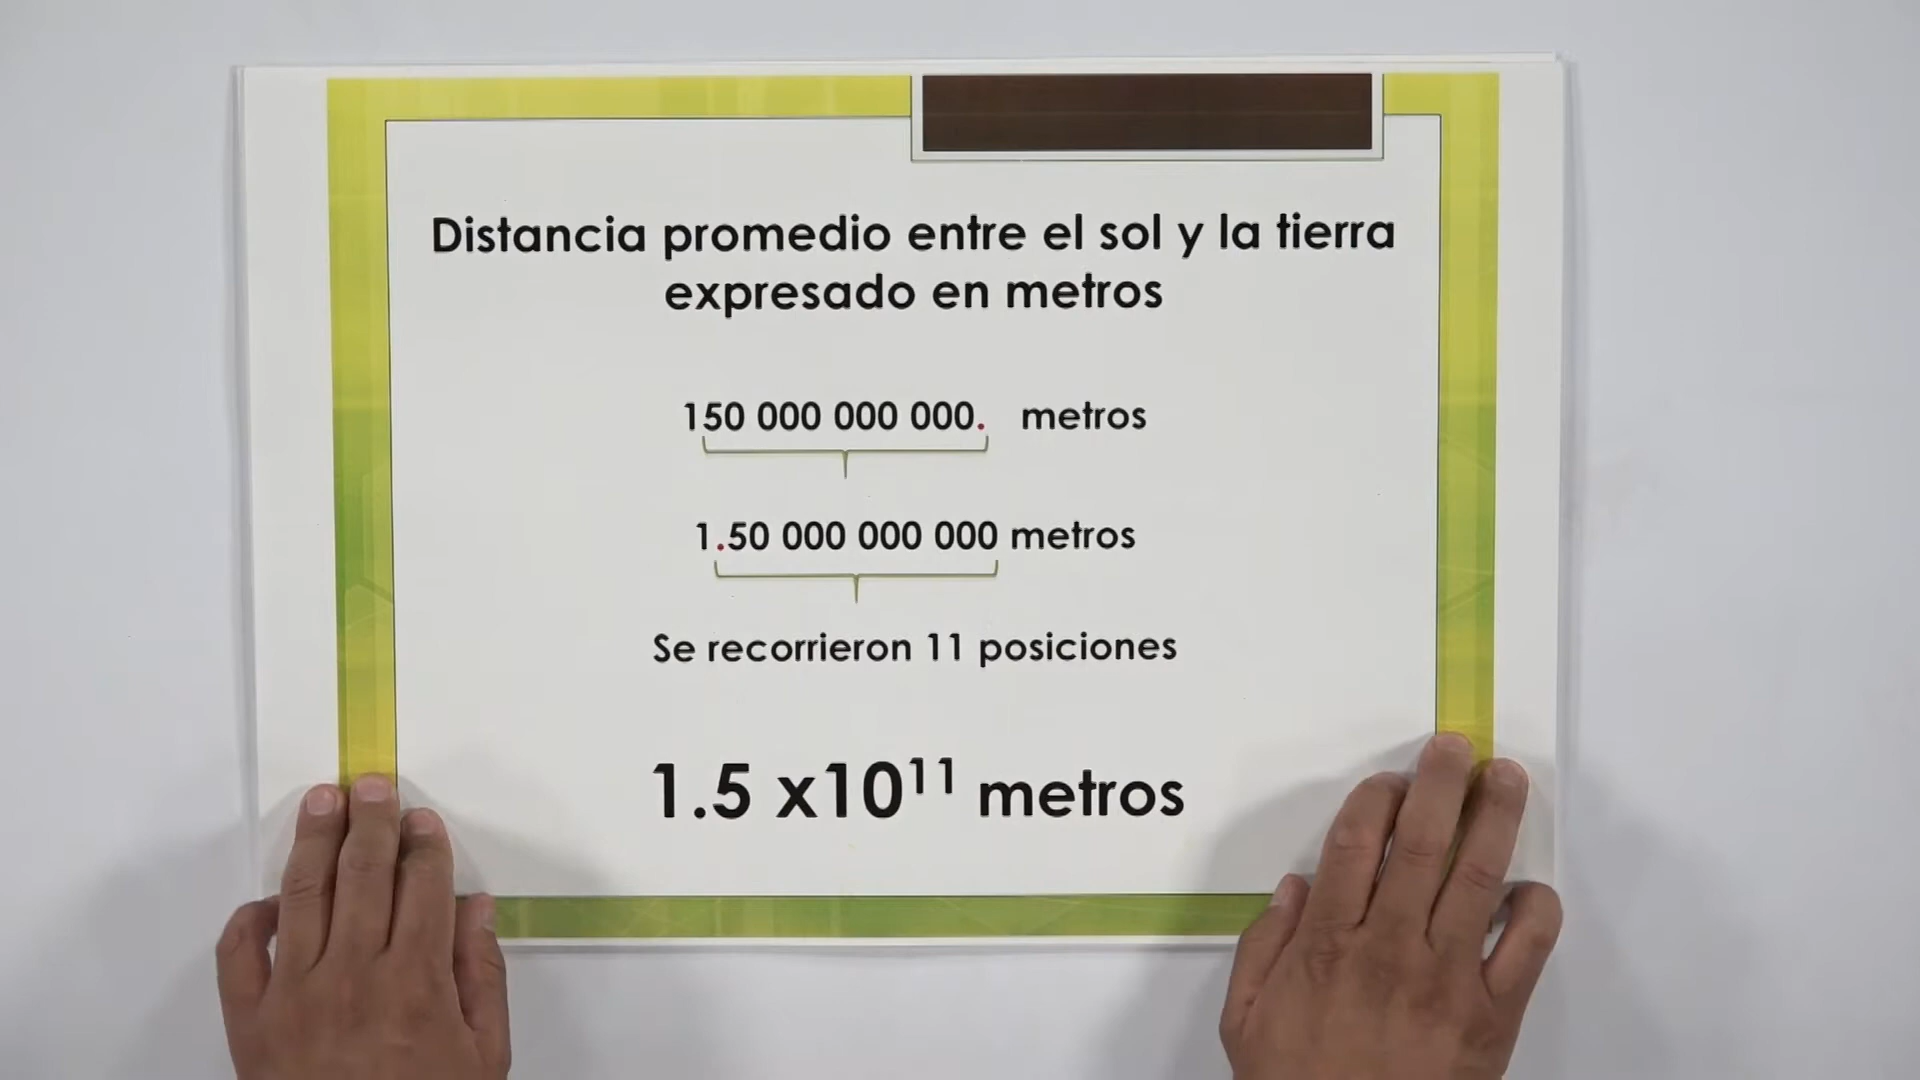 Distancia promedio entre el sol y la tierra
expresado en metros
150 000 000 000. metros
1.50 000 000 000 metros
Se recorrieron 11 posiciones
1.5 x10¹¹ metros